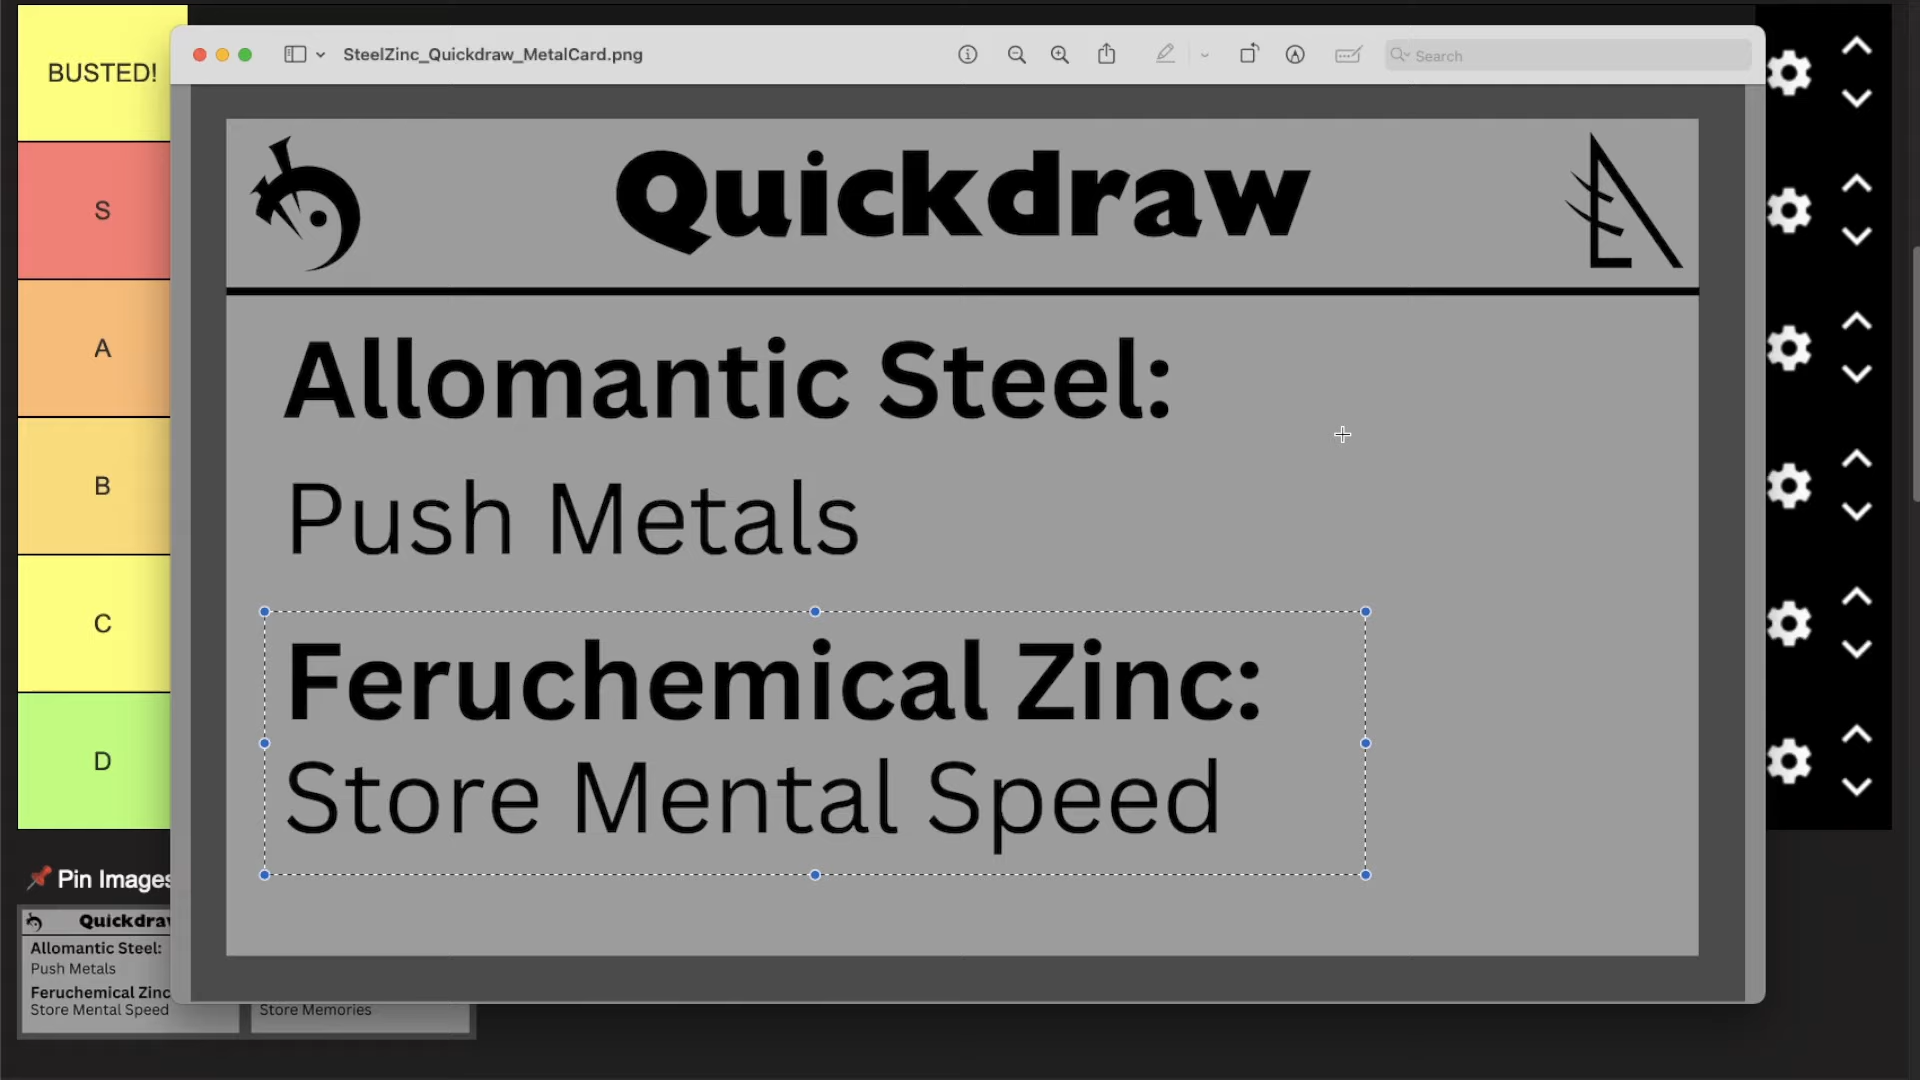 BUSTED!
SteelZinc_Quickdraw_MetalCard.png
Search
S
A
B
C
D
Quickdraw
Allomantic Steel:
Push Metals
Feruchemical Zinc:
Store Mental Speed
📌 Pin Images
Quickdraw
Allomantic Steel:
Push Metals
Feruchemical Zinc
Store Mental Speed
Store Memories